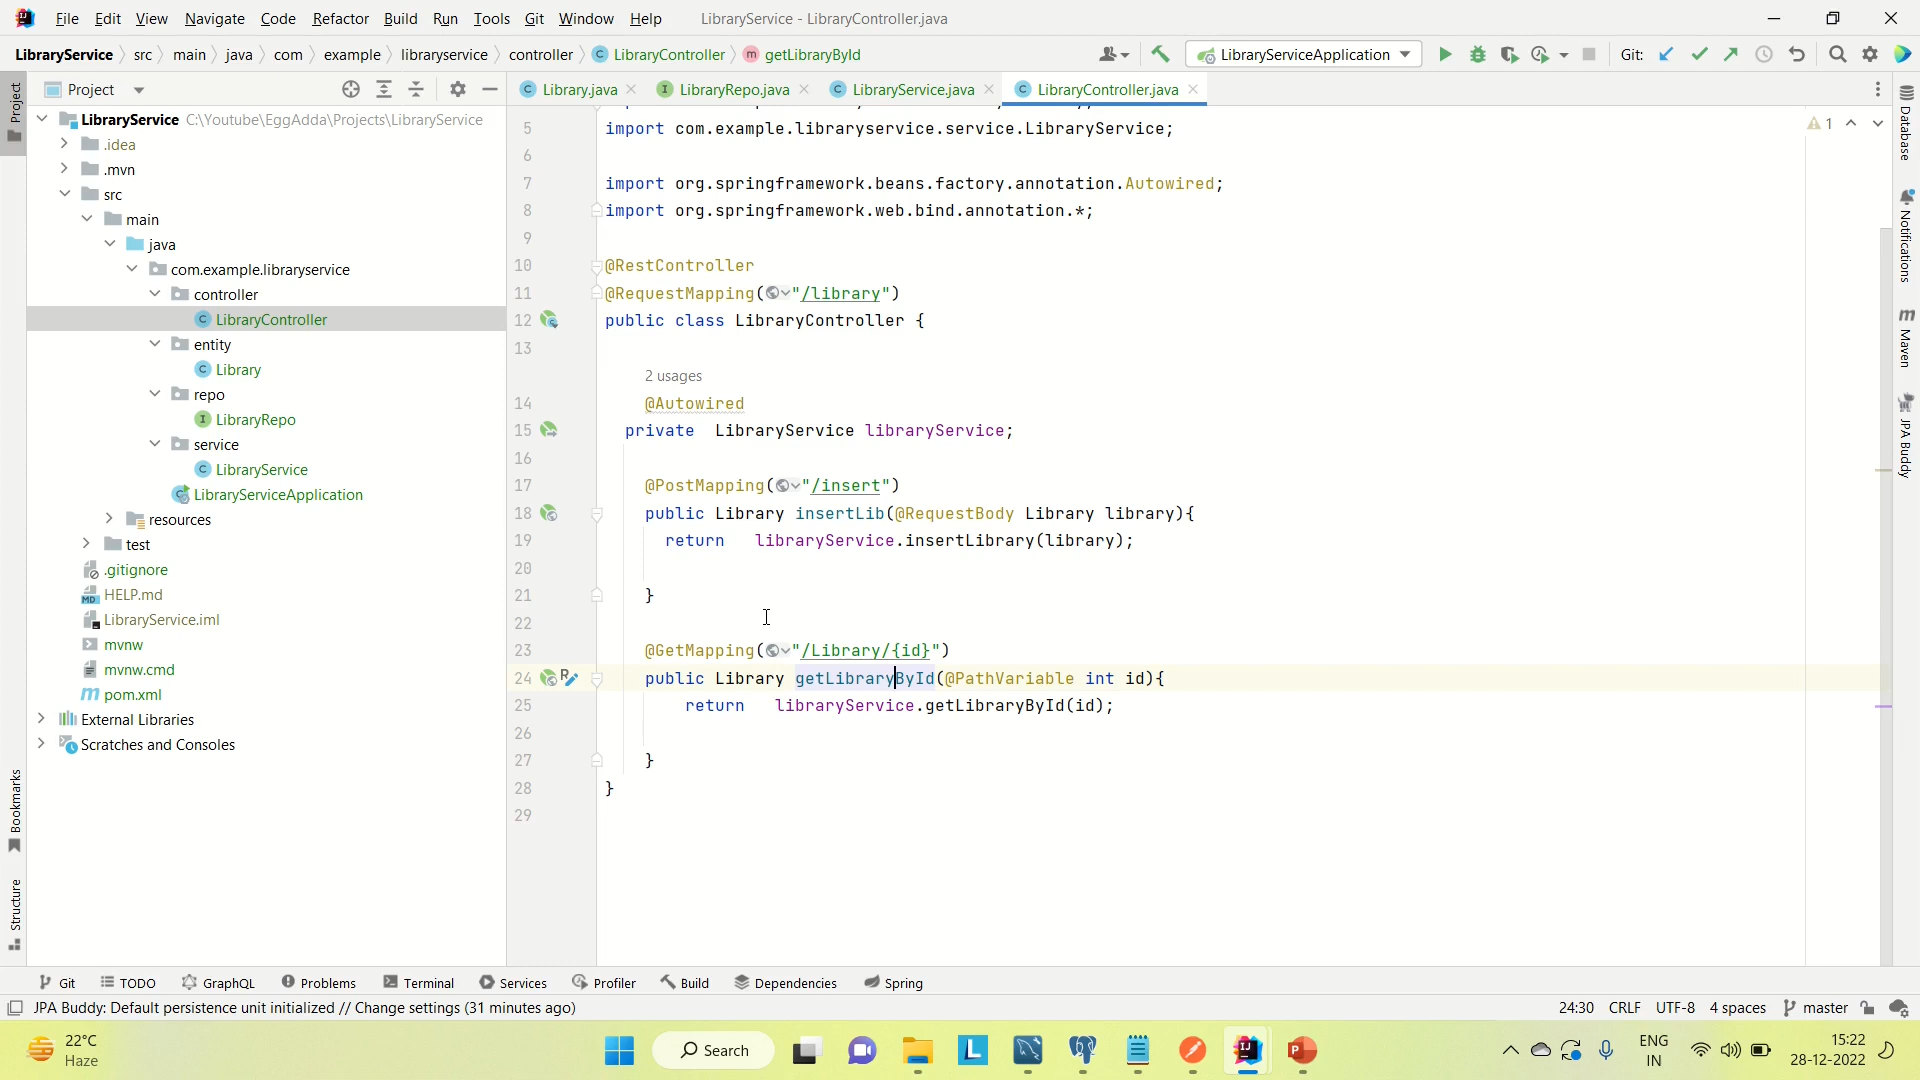 File Edit View Navigate Code Refactor Build Run Tools Git Window Help LibraryService - LibraryController.java
LibraryService src main java com example libraryservice controller C LibraryController m getLibraryById LibraryServiceApplication Git:
Project
Library.java LibraryRepo.java LibraryService.java LibraryController.java
LibraryService C:\Youtube\EggAdda\Projects\LibraryService
.idea
.mvn
src
main
java
com.example.libraryservice
controller
LibraryController
entity
Library
repo
LibraryRepo
service
LibraryService
LibraryServiceApplication
resources
test
.gitignore
HELP.md
LibraryService.iml
mvnw
mvnw.cmd
pom.xml
External Libraries
Scratches and Consoles
5 import com.example.libraryservice.service.LibraryService;
6
7 import org.springframework.beans.factory.annotation.Autowired;
8 import org.springframework.web.bind.annotation.*;
9
10 @RestController
11 @RequestMapping("/library")
12 public class LibraryController {
13
2 usages
14 @Autowired
15 private LibraryService libraryService;
16
17 @PostMapping("/insert")
18 public Library insertLib(@RequestBody Library library){
19 return libraryService.insertLibrary(library);
20
21 }
22
23 @GetMapping("/Library/{id}")
24 public Library getLibraryById(@PathVariable int id){
25 return libraryService.getLibraryById(id);
26
27 }
28 }
29
1
Project
Bookmarks
Structure
Database
Notifications
Maven
JPA Buddy
Git TODO GraphQL Problems Terminal Services Profiler Build Dependencies Spring
JPA Buddy: Default persistence unit initialized // Change settings (31 minutes ago) 24:30 CRLF UTF-8 4 spaces master
22°C
Haze
Search
ENG
IN
15:22
28-12-2022